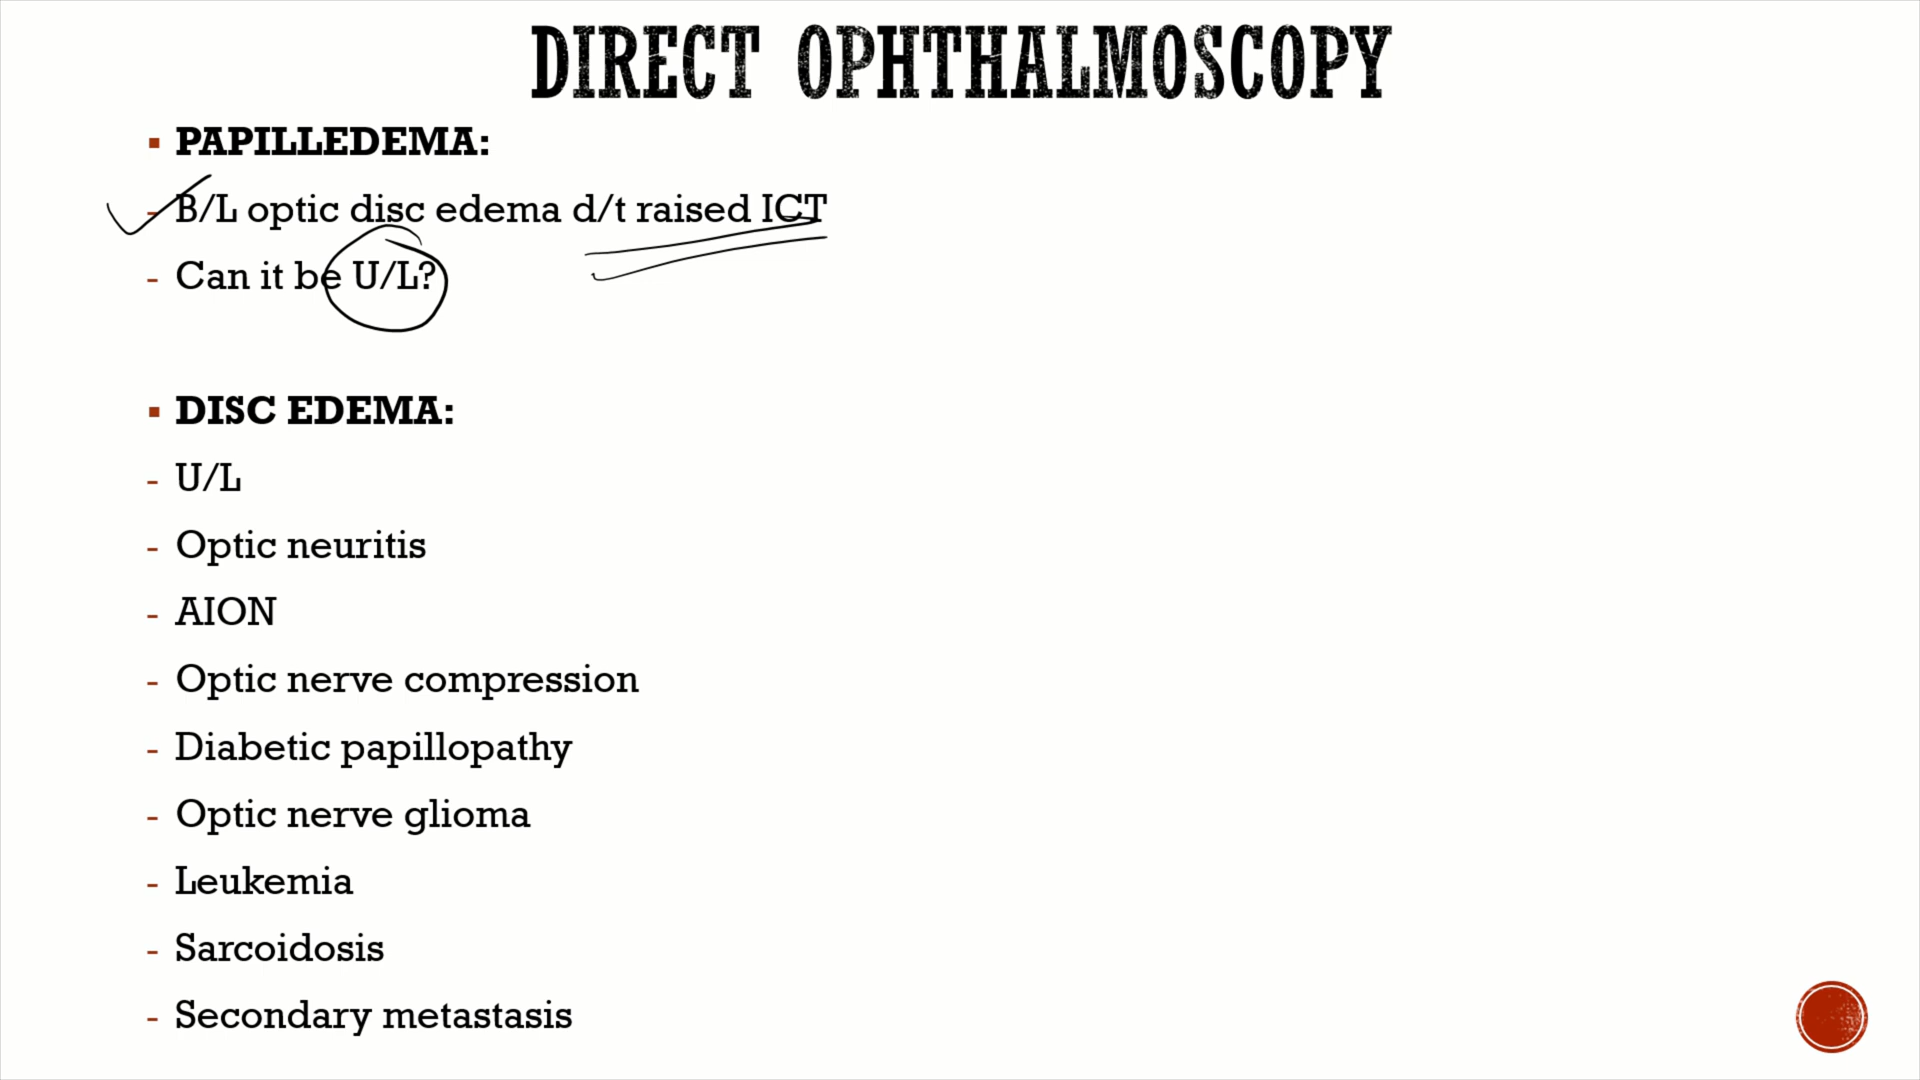 DIRECT OPHTHALMOSCOPY
PAPILLEDEMA:
- B/L optic disc edema d/t raised ICT
- Can it be U/L?
DISC EDEMA:
- U/L
- Optic neuritis
- AION
- Optic nerve compression
- Diabetic papillopathy
- Optic nerve glioma
- Leukemia
- Sarcoidosis
- Secondary metastasis